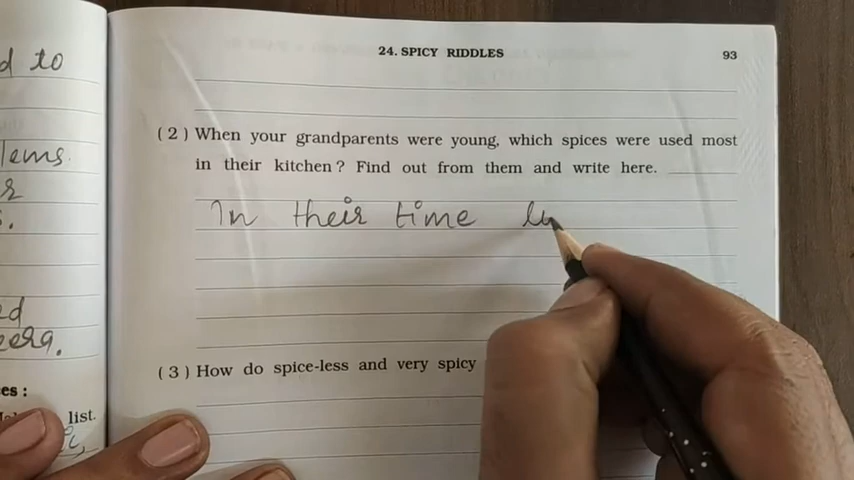 d to
24. SPICY RIDDLES
93
lems.
(2) When your grandparents were young, which spices were used most
in their kitchen? Find out from them and write here.
In their time
ed
eera.
(3) How do spice-less and very spicy
es :
list.